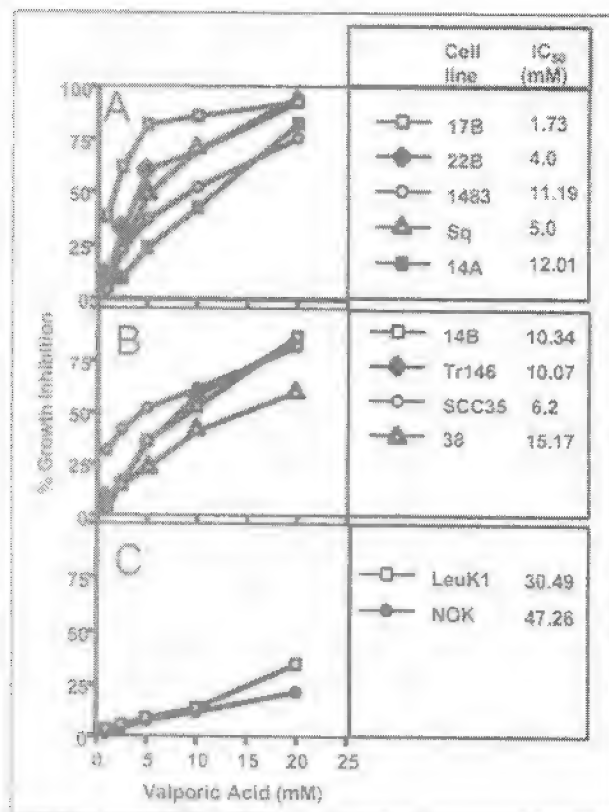 Cell line IC50 (mM)
A
100
75
50
25
0
% Growth Inhibition
17B 1.73
22B 4.0
1483 11.19
Sq 5.0
14A 12.01
B
75
50
25
0
14B 10.34
Tr146 10.07
SCC35 6.2
38 15.17
C
75
50
25
0
LeuK1 30.49
NOK 47.26
0 5 10 15 20 25
Valporic Acid (mM)